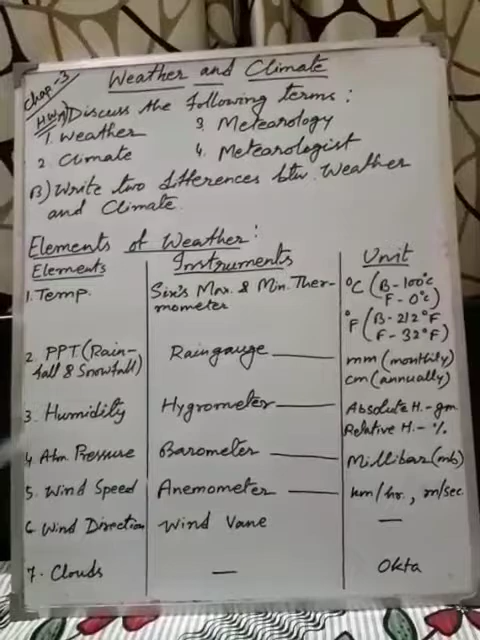 Chap-3
Weather and Climate
H.W A) Discuss the following terms:
1. Weather 3. Meteorology
2. Climate 4. Meteorologist
B) Write two differences btw. Weather
and Climate.
Elements of Weather:
Elements Instruments Unit
1. Temp. Six's Max. & Min. Ther-
mometer
°C (B-100°C
F-0°C)
°F (B-212°F
F-32°F)
2. PPT. (Rain-
fall & Snowfall)
Raingauge
mm (monthly)
cm (annually)
3. Humidity Hygrometer
Absolute H.-gm
Relative H.-%
4. Atm. Pressure Barometer Millibar (mb)
5. Wind Speed Anemometer km/hr., m/sec.
6. Wind Direction Wind Vane —
7. Clouds — Okta